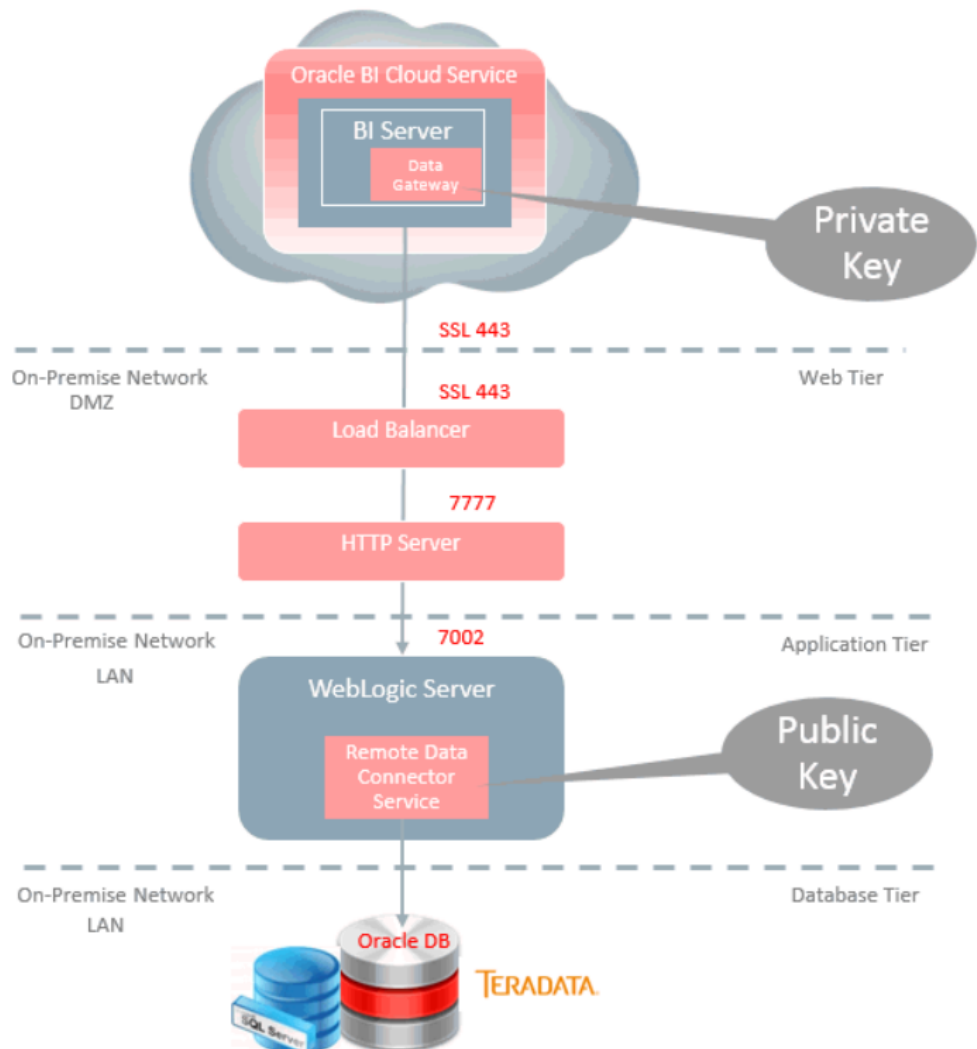 Oracle BI Cloud Service
BI Server
Data
Gateway
Private
Key
SSL 443
On-Premise Network
DMZ
Web Tier
SSL 443
Load Balancer
7777
HTTP Server
On-Premise Network
LAN
Application Tier
7002
WebLogic Server
Remote Data
Connector
Service
Public
Key
On-Premise Network
LAN
Database Tier
Oracle DB
TERADATA.
SQL Server